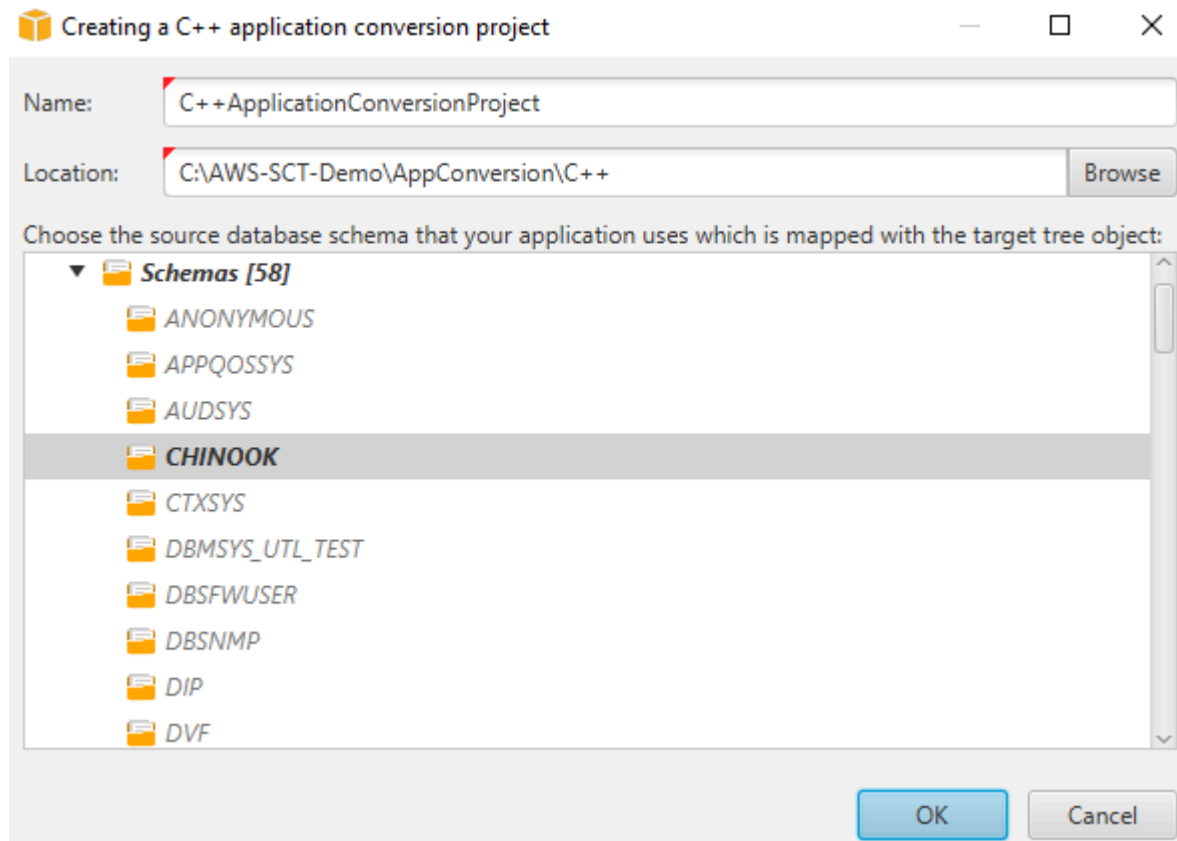 Creating a C++ application conversion project
Name: C++ApplicationConversionProject
Location: C:\AWS-SCT-Demo\AppConversion\C++ Browse
Choose the source database schema that your application uses which is mapped with the target tree object:
Schemas [58]
ANONYMOUS
APPQOSSYS
AUDSYS
CHINOOK
CTXSYS
DBMSYS_UTL_TEST
DBSFWUSER
DBSNMP
DIP
DVF
OK Cancel